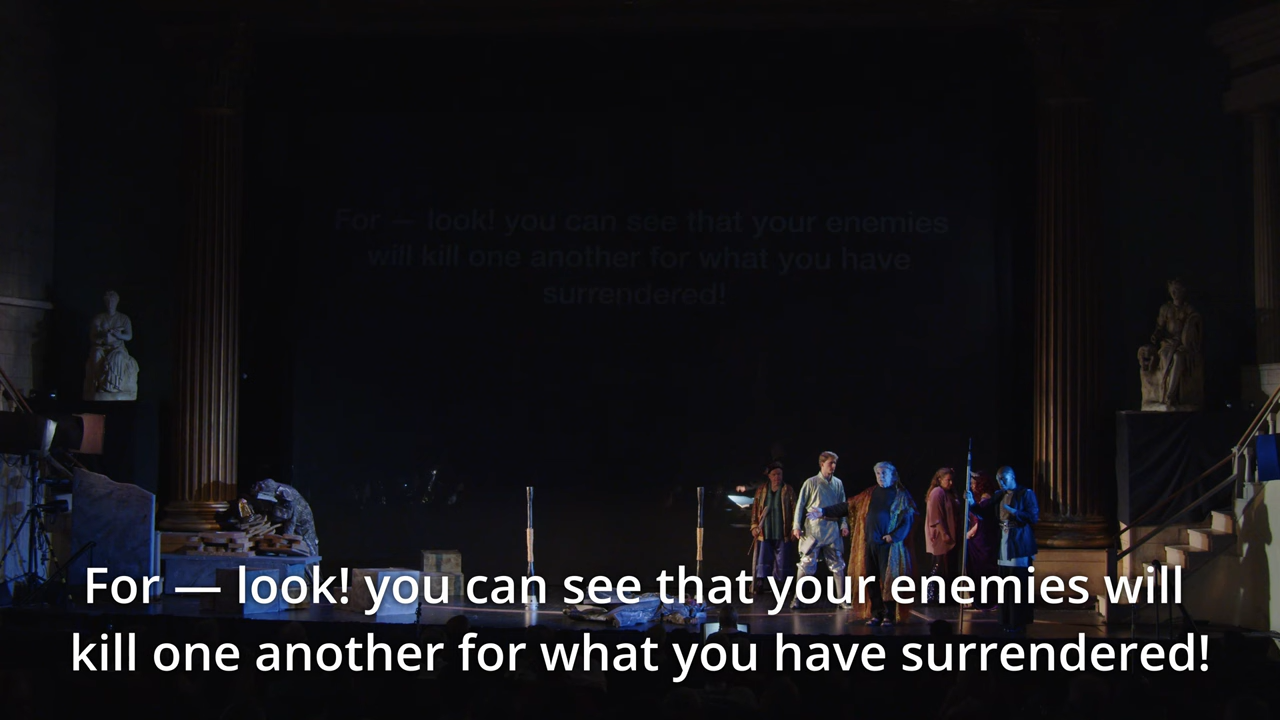 For — look! you can see that your enemies
will kill one another for what you have
surrendered!
For — look! you can see that your enemies will
kill one another for what you have surrendered!